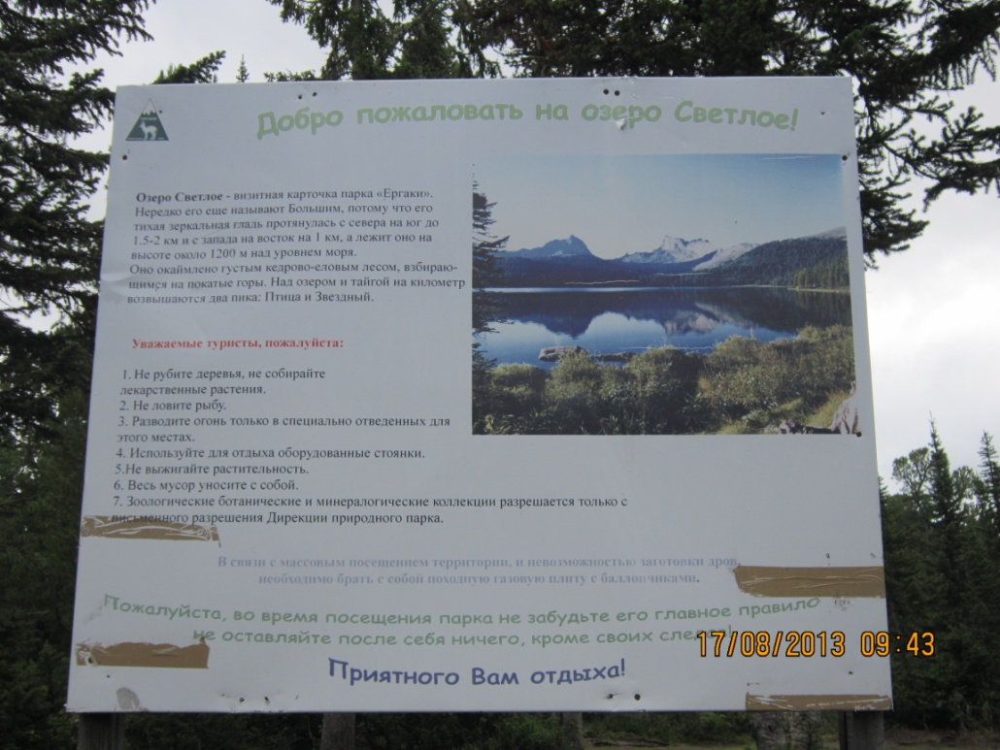 Добро пожаловать на озеро Светлое!
Озеро Светлое - визитная карточка парка «Ергаки».
Нередко его еще называют Большим, потому что его
тихая зеркальная гладь протянулась с севера на юг до
1.5-2 км и с запада на восток на 1 км, а лежит оно на
высоте около 1200 м над уровнем моря.
Оно окаймлено густым кедрово-еловым лесом, взбираю-
щимся на покатые горы. Над озером и тайгой на километр
возвышаются два пика: Птица и Звездный.
Уважаемые туристы, пожалуйста:
1. Не рубите деревья, не собирайте
лекарственные растения.
2. Не ловите рыбу.
3. Разводите огонь только в специально отведенных для
этого местах.
4. Используйте для отдыха оборудованные стоянки.
5.Не выжигайте растительность.
6. Весь мусор уносите с собой.
7. Зоологические ботанические и минералогические коллекции разрешается только с
письменного разрешения Дирекции природного парка.
В связи с массовым посещением территории, и невозможностью заготовки дров,
необходимо брать с собой походную газовую плиту с баллончиками.
Пожалуйста, во время посещения парка не забудьте его главное правило
не оставляйте после себя ничего, кроме своих следов!
17/08/2013 09:43
Приятного Вам отдыха!